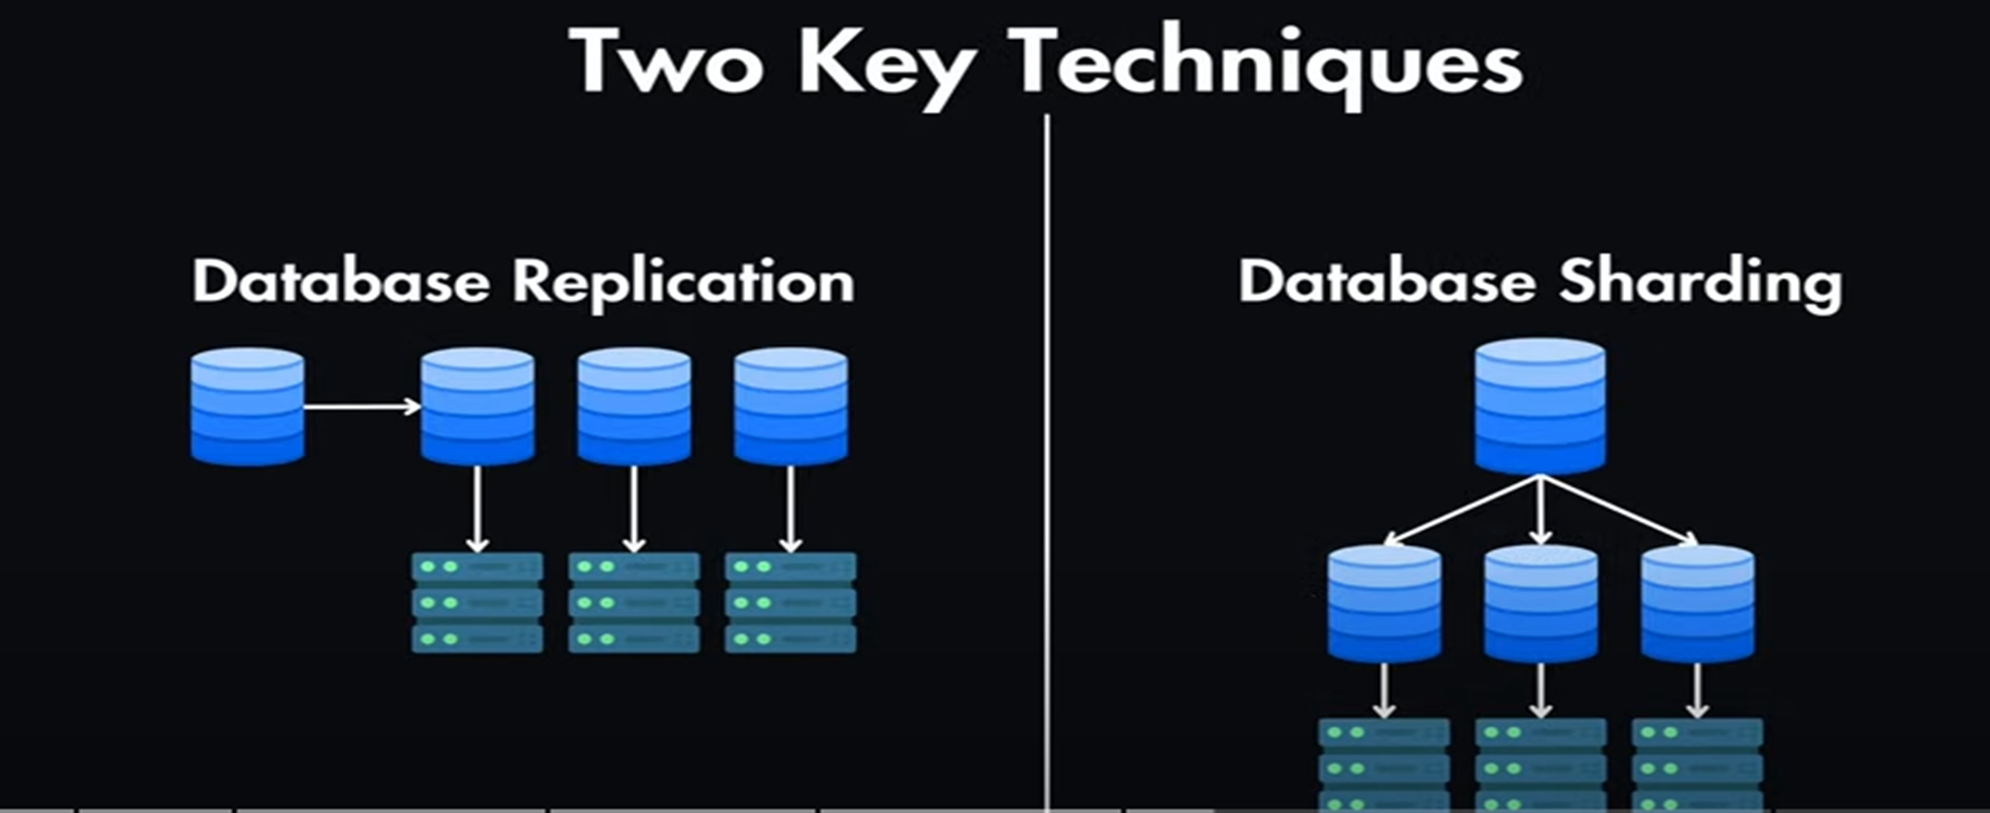 Two Key Techniques
Database Replication
Database Sharding